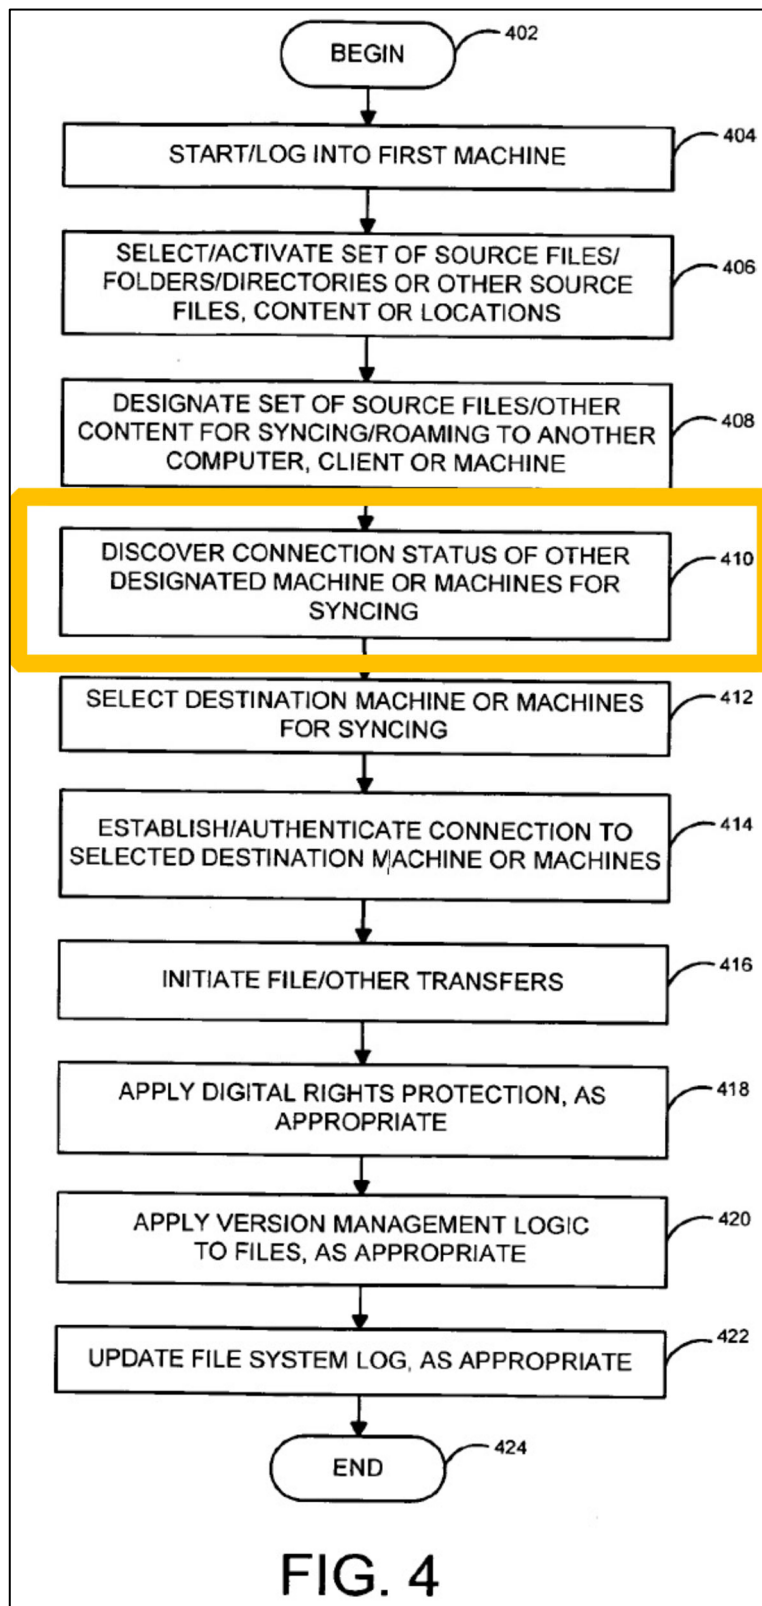 BEGIN
402
START/LOG INTO FIRST MACHINE
404
SELECT/ACTIVATE SET OF SOURCE FILES/
FOLDERS/DIRECTORIES OR OTHER SOURCE
FILES, CONTENT OR LOCATIONS
406
DESIGNATE SET OF SOURCE FILES/OTHER
CONTENT FOR SYNCING/ROAMING TO ANOTHER
COMPUTER, CLIENT OR MACHINE
408
DISCOVER CONNECTION STATUS OF OTHER
DESIGNATED MACHINE OR MACHINES FOR
SYNCING
410
SELECT DESTINATION MACHINE OR MACHINES
FOR SYNCING
412
ESTABLISH/AUTHENTICATE CONNECTION TO
SELECTED DESTINATION MACHINE OR MACHINES
414
INITIATE FILE/OTHER TRANSFERS
416
APPLY DIGITAL RIGHTS PROTECTION, AS
APPROPRIATE
418
APPLY VERSION MANAGEMENT LOGIC
TO FILES, AS APPROPRIATE
420
UPDATE FILE SYSTEM LOG, AS APPROPRIATE
422
END
424
FIG. 4